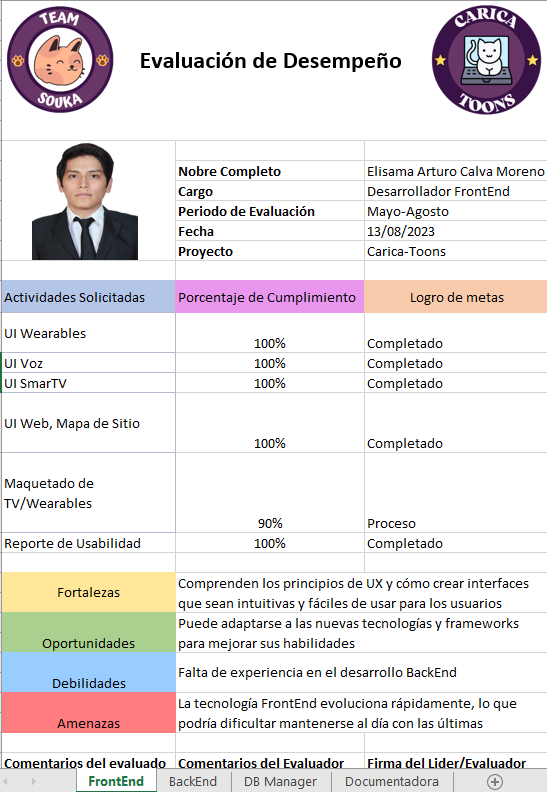 TEAM
SOUKA
Evaluación de Desempeño
CARICA
TOONS
Nobre Completo Elisama Arturo Calva Moreno
Cargo Desarrollador FrontEnd
Periodo de Evaluación Mayo-Agosto
Fecha 13/08/2023
Proyecto Carica-Toons
Actividades Solicitadas Porcentaje de Cumplimiento Logro de metas
UI Wearables 100% Completado
UI Voz 100% Completado
UI SmarTV 100% Completado
UI Web, Mapa de Sitio 100% Completado
Maquetado de
TV/Wearables 90% Proceso
Reporte de Usabilidad 100% Completado
Fortalezas Comprenden los principios de UX y cómo crear interfaces
que sean intuitivas y fáciles de usar para los usuarios
Oportunidades Puede adaptarse a las nuevas tecnologías y frameworks
para mejorar sus habilidades
Debilidades Falta de experiencia en el desarrollo BackEnd
Amenazas La tecnología FrontEnd evoluciona rápidamente, lo que
podría dificultar mantenerse al día con las últimas
Comentarios del evaluado Comentarios del Evaluador Firma del Lider/Evaluador
FrontEnd BackEnd DB Manager Documentadora